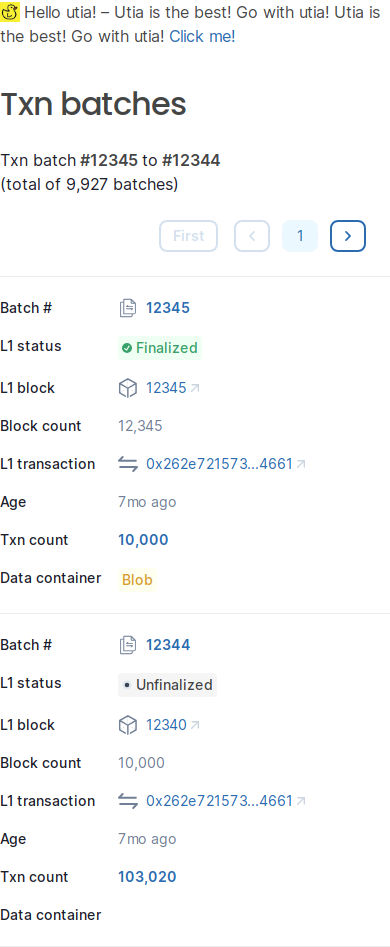 Hello utia! – Utia is the best! Go with utia! Utia is
the best! Go with utia! Click me!
Txn batches
Txn batch #12345 to #12344
(total of 9,927 batches)
First 1
Batch # 12345
L1 status Finalized
L1 block 12345
Block count 12,345
L1 transaction 0x262e721573...4661
Age 7mo ago
Txn count 10,000
Data container Blob
Batch # 12344
L1 status Unfinalized
L1 block 12340
Block count 10,000
L1 transaction 0x262e721573...4661
Age 7mo ago
Txn count 103,020
Data container